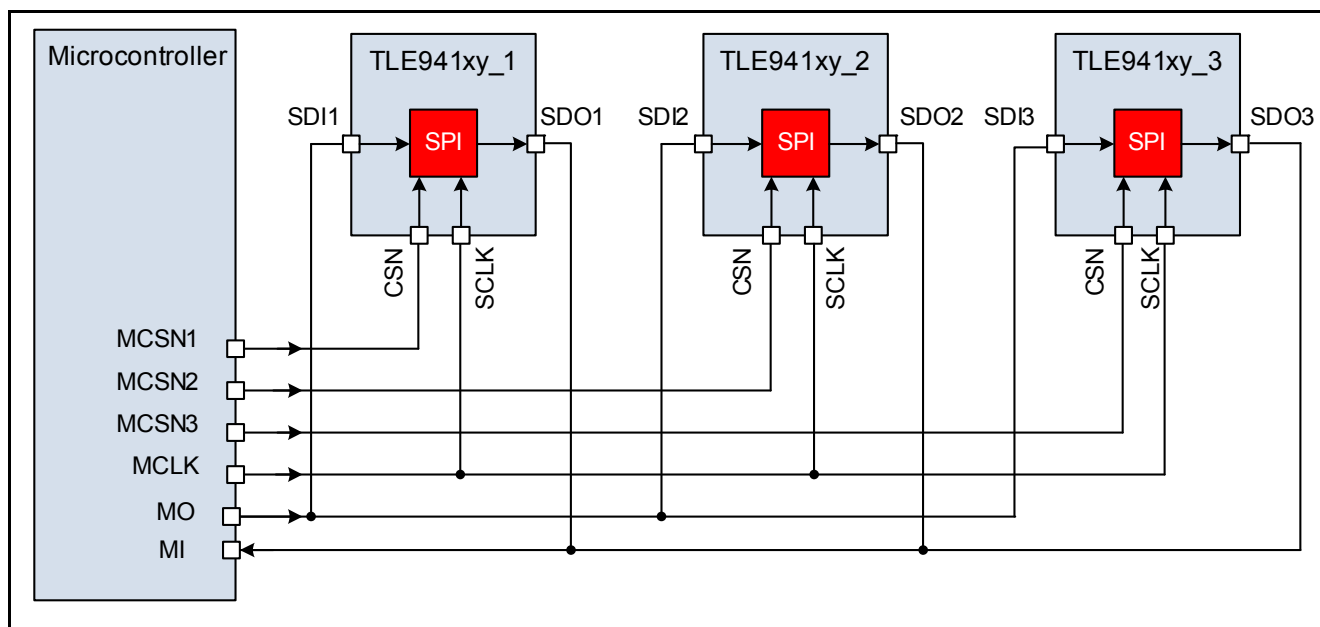 Microcontroller
TLE941xy_1
TLE941xy_2
TLE941xy_3
SDI1
SPI
SDO1
SDI2
SPI
SDO2
SDI3
SPI
SDO3
CSN
SCLK
CSN
SCLK
CSN
SCLK
MCSN1
MCSN2
MCSN3
MCLK
MO
MI